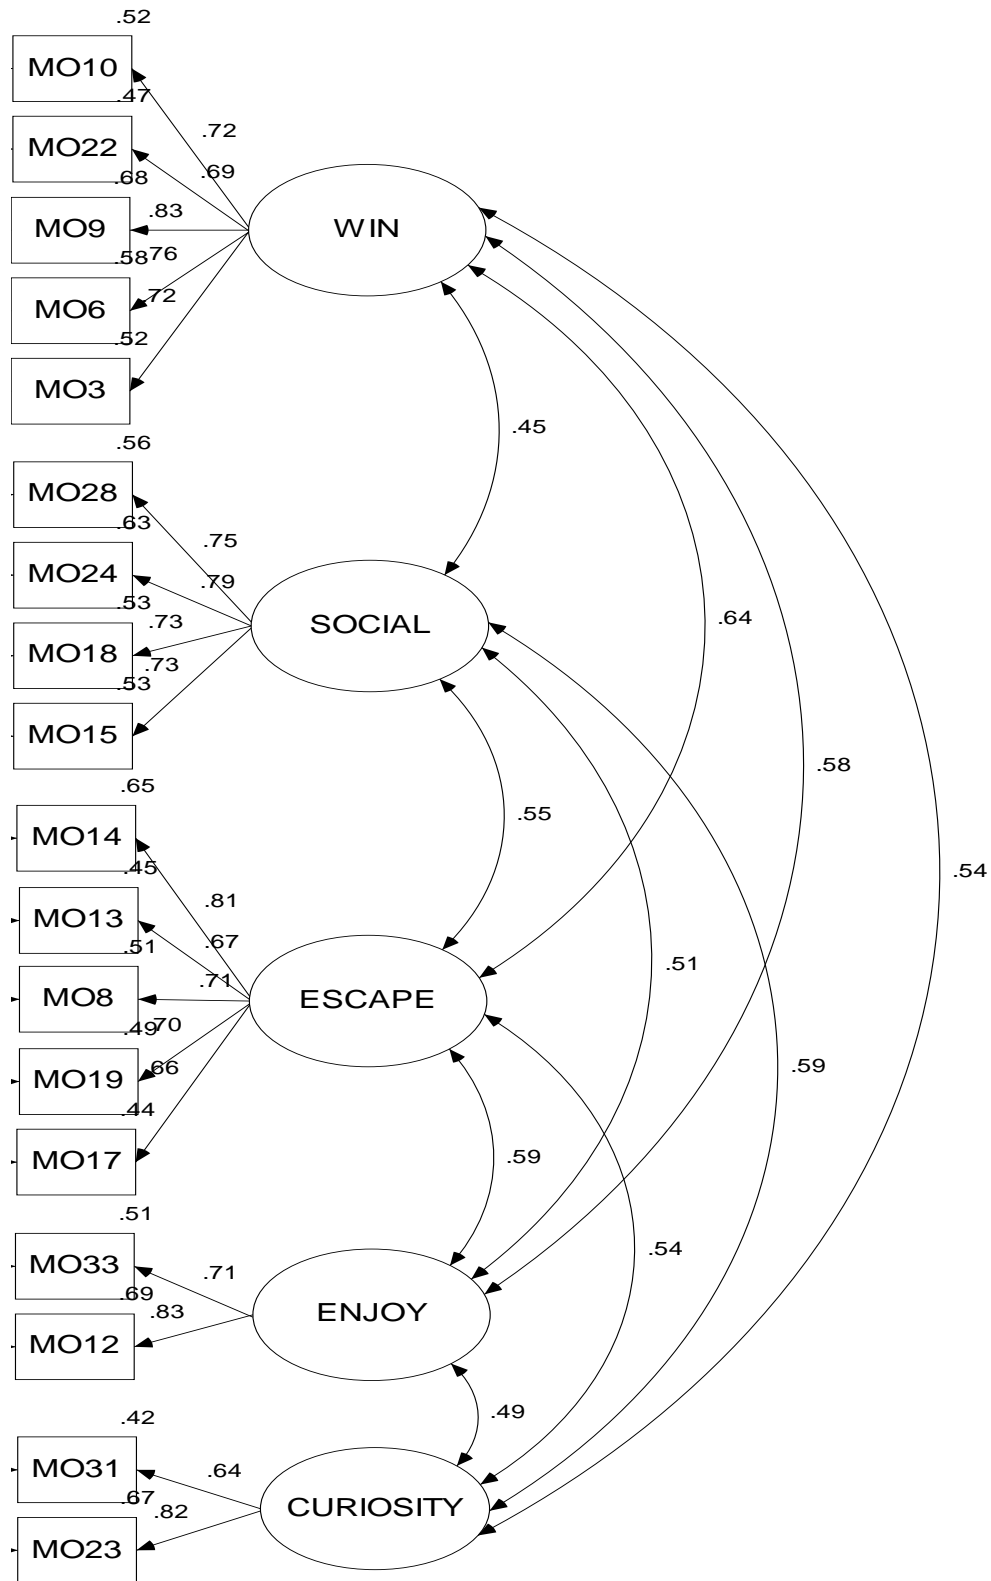 .52
MO10
.47
.72
MO22
.69
.68
.83
MO9
WIN
.58
.76
MO6
.72
.52
MO3
.45
.56
MO28
.63
.75
MO24
.79
.53
.73
MO18
SOCIAL
.64
.73
.53
MO15
.58
.65
.55
MO14
.45
.54
.81
MO13
.67
.51
.51
.71
MO8
ESCAPE
.49
.70
.59
MO19
.66
.44
MO17
.59
.51
.54
MO33
.71
.69
.83
ENJOY
MO12
.49
.42
MO31
.64
.67
.82
CURIOSITY
MO23